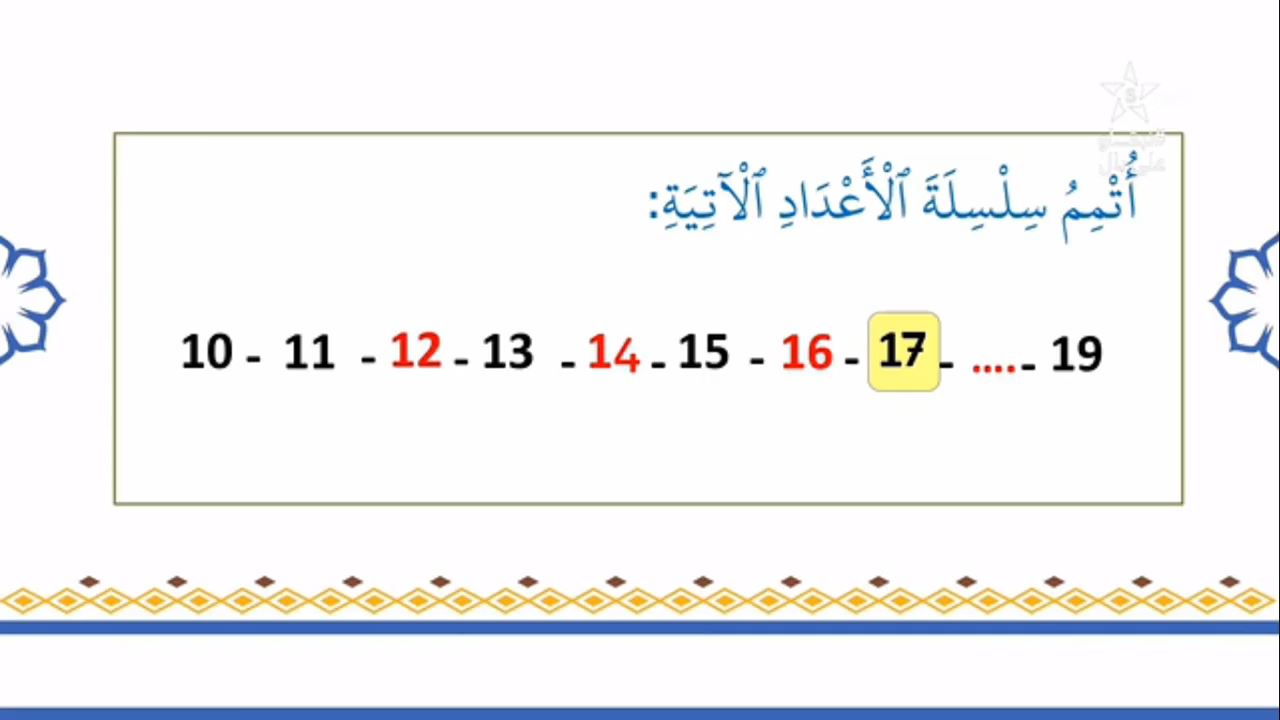 أُتْمِمُ سِلْسِلَةَ ٱلْأَعْدَادِ ٱلْآتِيَةِ:
10 - 11 - 12 - 13 - 14 - 15 - 16 - 17 - .... - 19